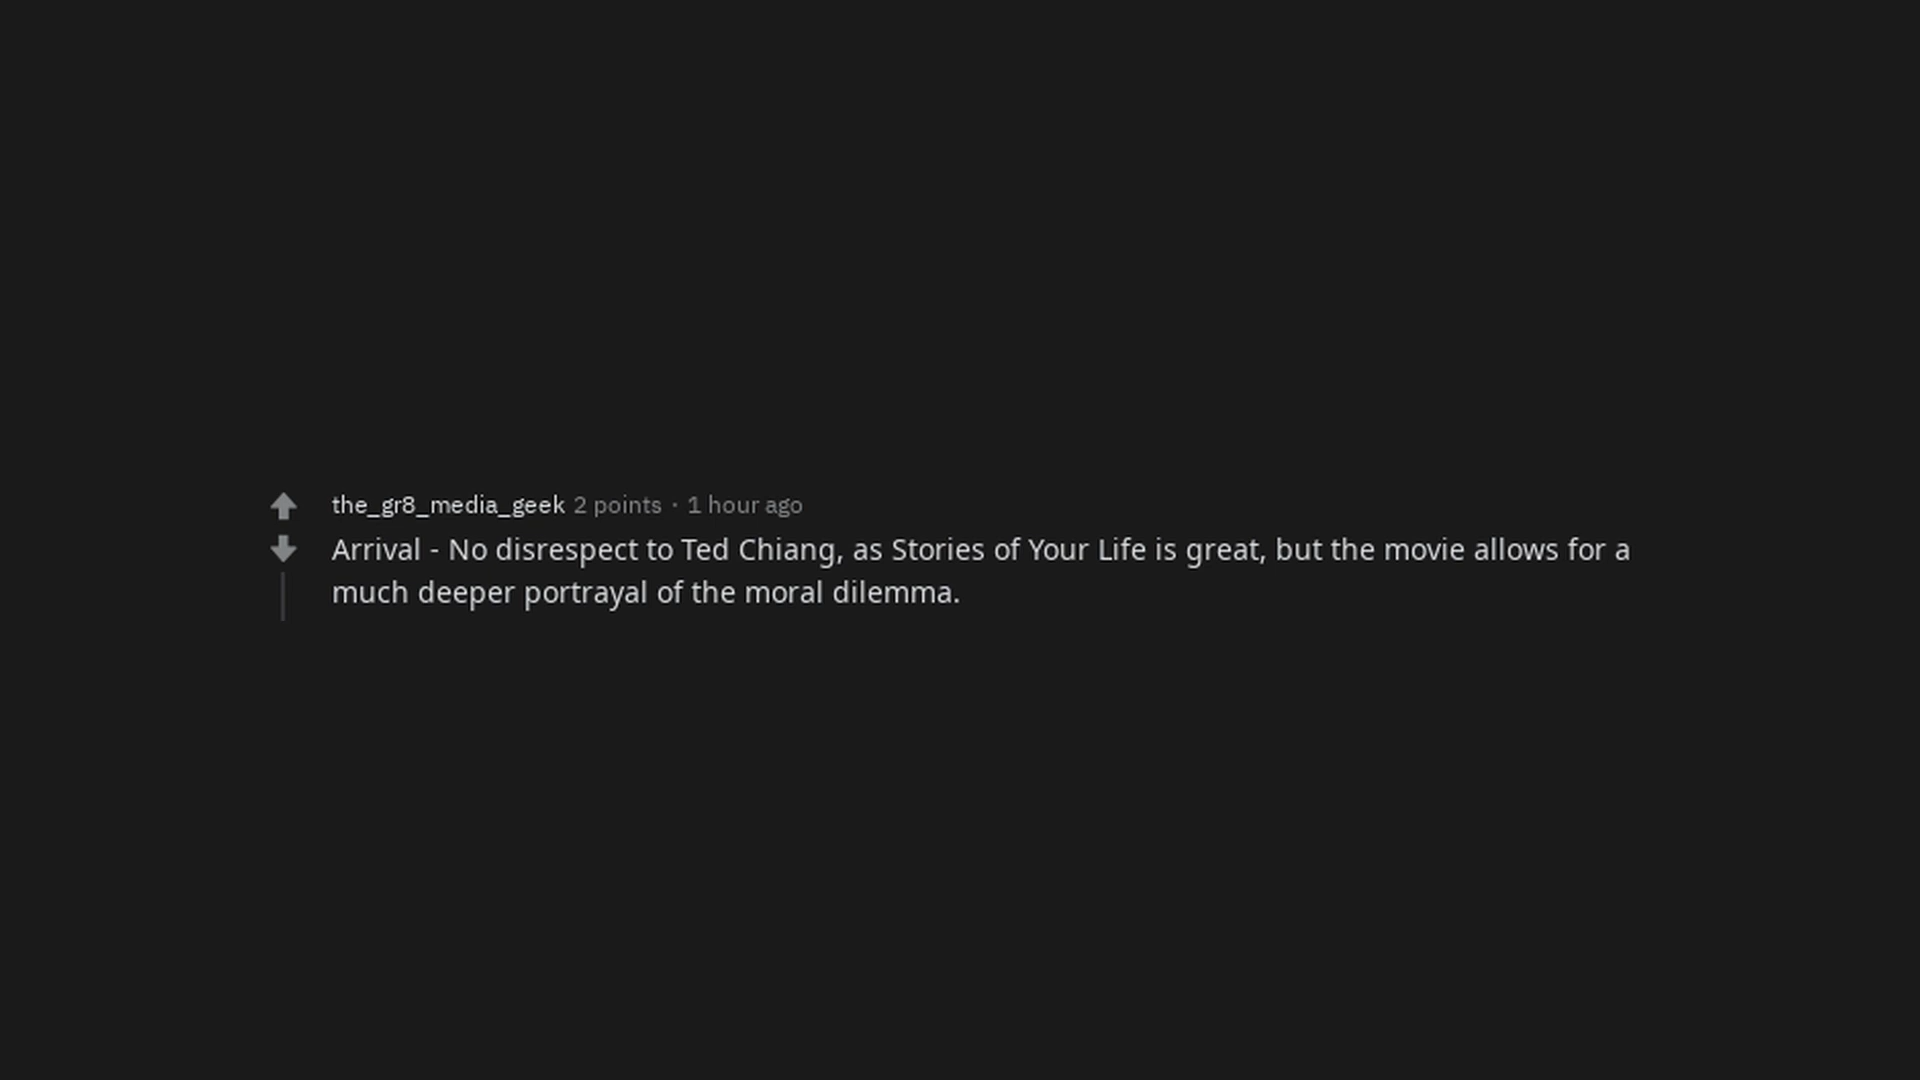 the_gr8_media_geek 2 points · 1 hour ago
Arrival - No disrespect to Ted Chiang, as Stories of Your Life is great, but the movie allows for a
much deeper portrayal of the moral dilemma.